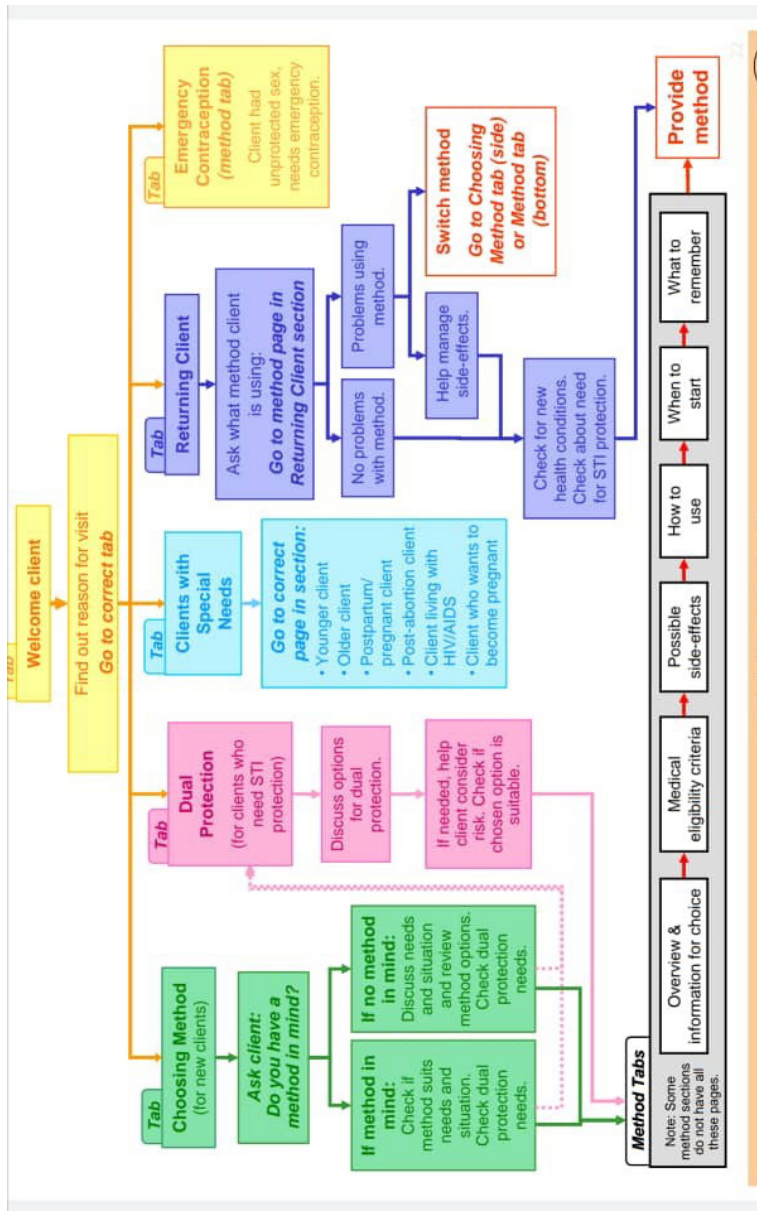 Tab
Welcome client
Find out reason for visit
Go to correct tab
Tab
Choosing Method
(for new clients)
Ask client:
Do you have a
method in mind?
If method in
mind:
Check if
method suits
needs and
situation.
Check dual
protection
needs.
If no method
in mind:
Discuss needs
and situation
and review
method options.
Check dual
protection
needs.
Tab
Dual
Protection
(for clients who
need STI
protection)
Discuss options
for dual
protection.
If needed, help
client consider
risk. Check if
chosen option is
suitable.
Tab
Clients with
Special
Needs
Go to correct
page in section:
• Younger client
• Older client
• Postpartum/
pregnant client
• Post-abortion client
• Client living with
HIV/AIDS
• Client who wants to
become pregnant
Tab
Returning Client
Ask what method client
is using:
Go to method page in
Returning Client section
No problems
with method.
Problems using
method.
Help manage
side-effects.
Switch method
Go to Choosing
Method tab (side)
or Method tab
(bottom)
Check for new
health conditions.
Check about need
for STI protection.
Tab
Emergency
Contraception
(method tab)
Client had
unprotected sex,
needs emergency
contraception.
Method Tabs
Note: Some
method sections
do not have all
these pages.
Overview &
information for choice
Medical
eligibility criteria
Possible
side-effects
How to
use
When to
start
What to
remember
Provide
method
22